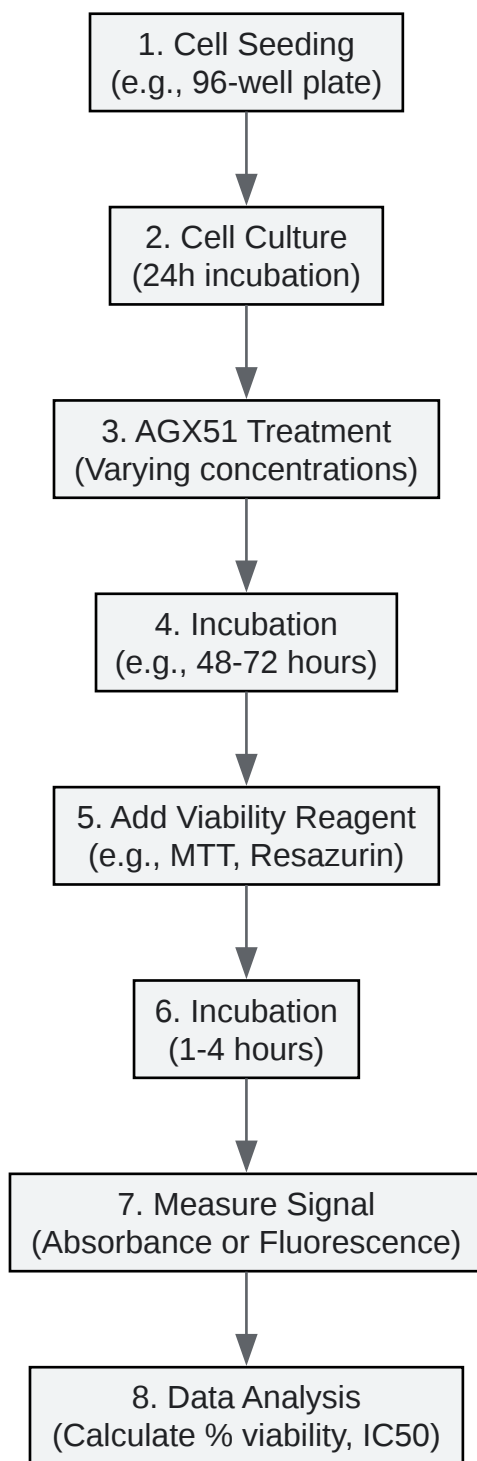 1. Cell Seeding
(e.g., 96-well plate)
2. Cell Culture
(24h incubation)
3. AGX51 Treatment
(Varying concentrations)
4. Incubation
(e.g., 48-72 hours)
5. Add Viability Reagent
(e.g., MTT, Resazurin)
6. Incubation
(1-4 hours)
7. Measure Signal
(Absorbance or Fluorescence)
8. Data Analysis
(Calculate % viability, IC50)